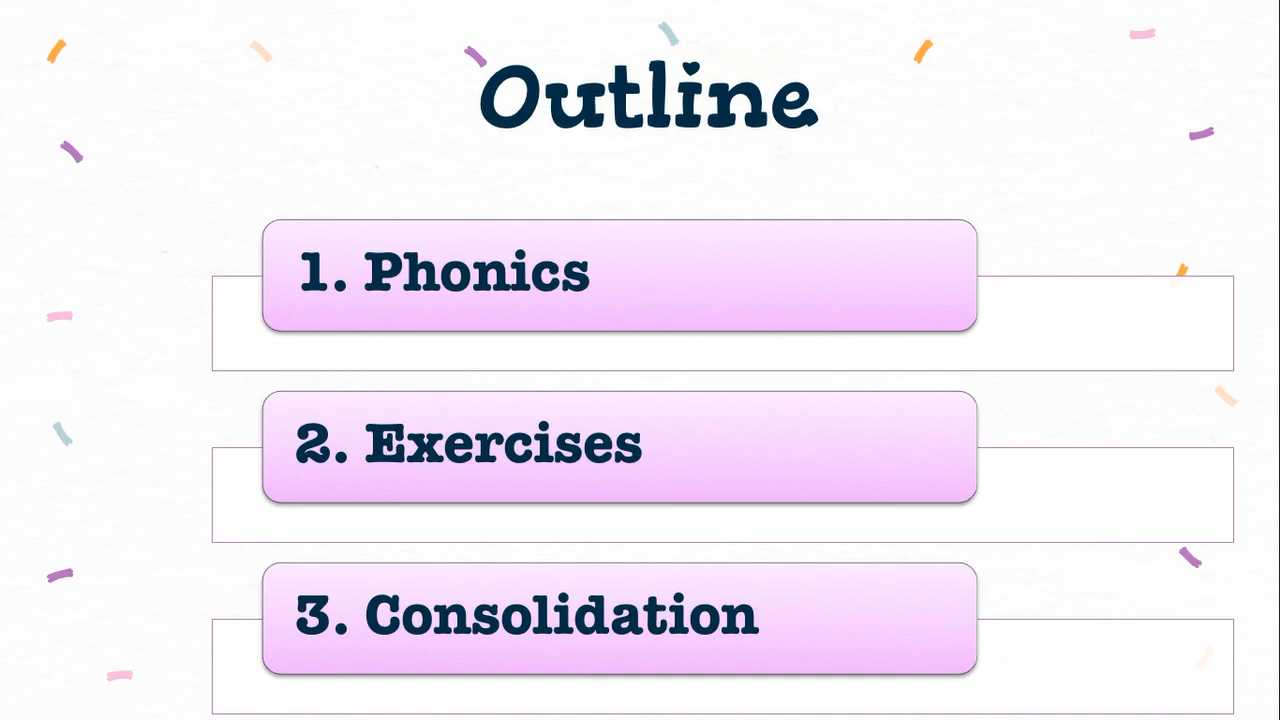 Outline
1. Phonics
2. Exercises
3. Consolidation